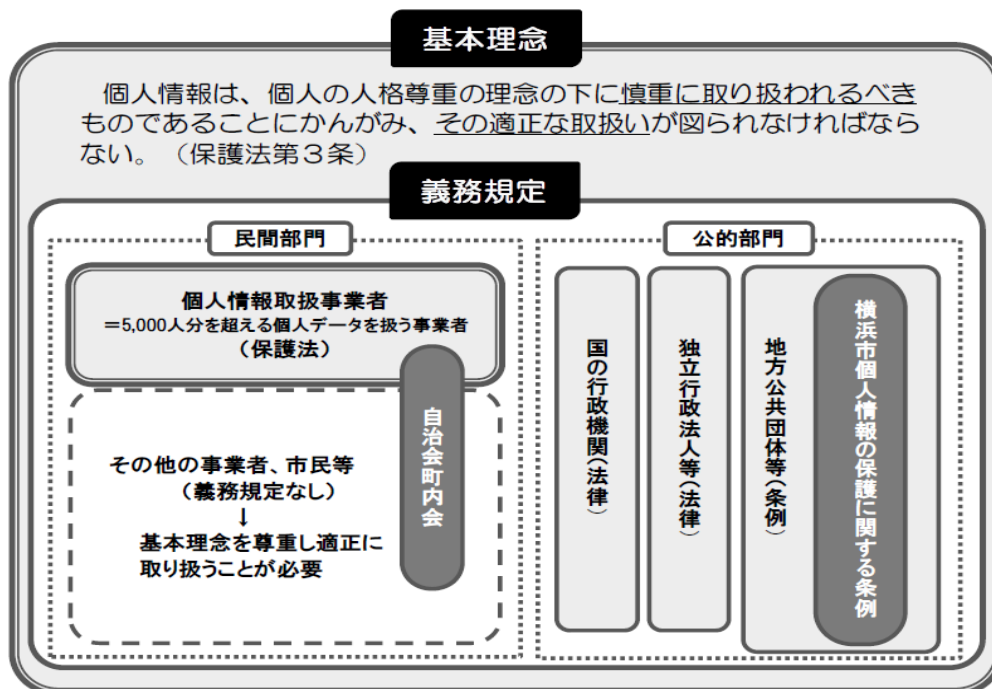 基本理念
個人情報は、個人の人格尊重の理念の下に慎重に取り扱われるべき
ものであることにかんがみ、その適正な取扱いが図られなければなら
ない。（保護法第３条）
義務規定
民間部門
個人情報取扱事業者
＝5,000人分を超える個人データを扱う事業者
（保護法）
自治会町内会
その他の事業者、市民等
（義務規定なし）
↓
基本理念を尊重し適正に
取り扱うことが必要
公的部門
国の行政機関（法律）
独立行政法人等（法律）
地方公共団体等（条例）
横浜市個人情報の保護に関する条例